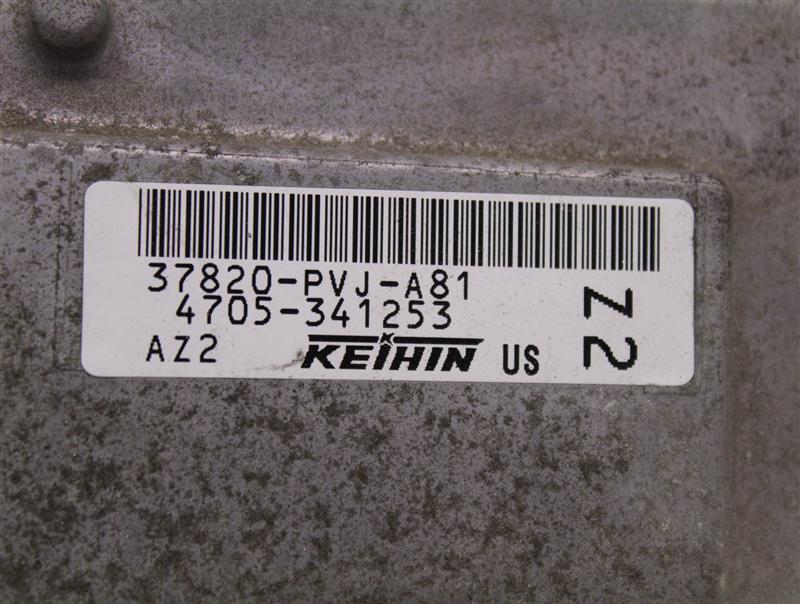 37820-PVJ-A81
4705-341253
AZ2 KEIHIN US
Z2